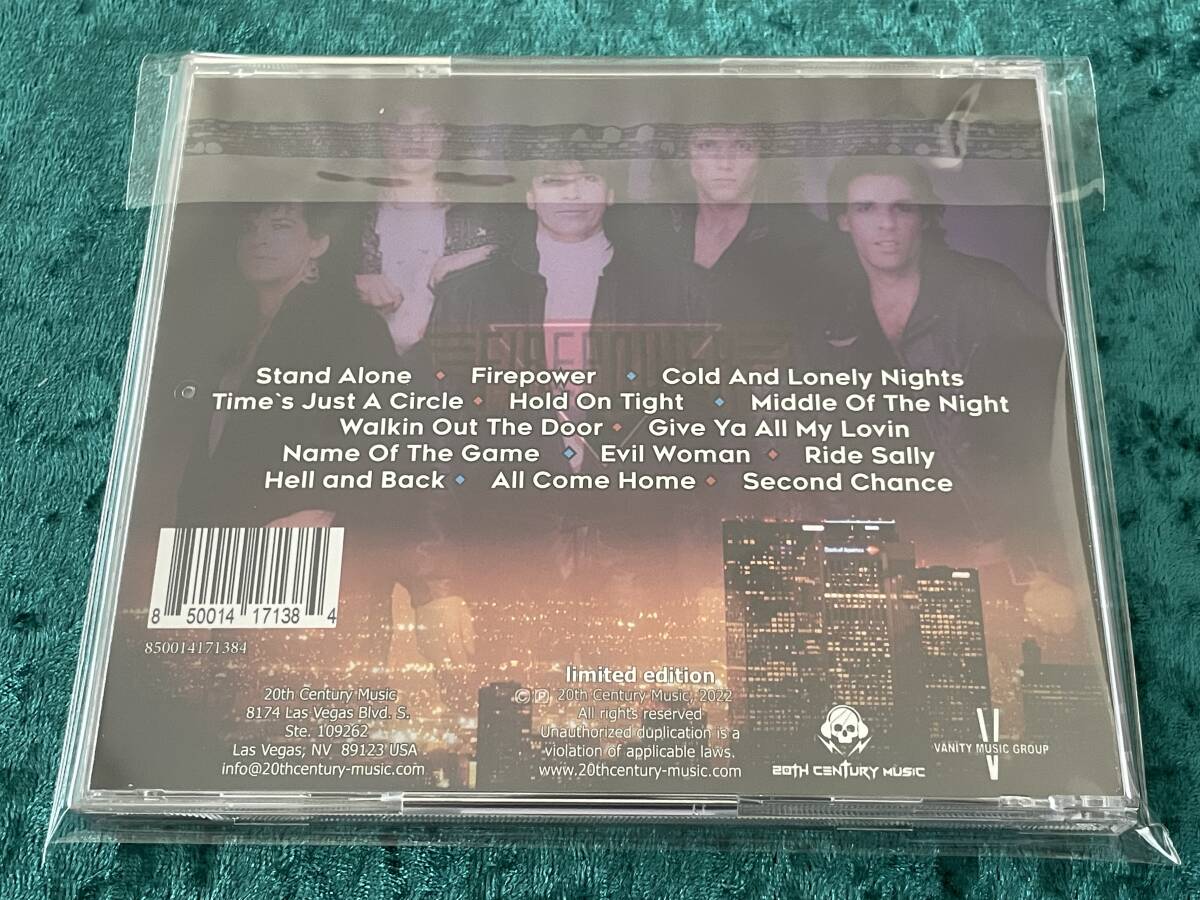 Stand Alone ◆ Firepower ◆ Cold And Lonely Nights
Time`s Just A Circle ◆ Hold On Tight ◆ Middle Of The Night
Walkin Out The Door ◆ Give Ya All My Lovin
Name Of The Game ◆ Evil Woman ◆ Ride Sally
Hell and Back ◆ All Come Home ◆ Second Chance
Bank of America
8 50014 17138 4
850014171384
20th Century Music
8174 Las Vegas Blvd. S.
Ste. 109262
Las Vegas, NV 89123 USA
info@20thcentury-music.com
limited edition
© Ⓟ 20th Century Music, 2022
All rights reserved
Unauthorized duplication is a
violation of applicable laws.
www.20thcentury-music.com
20TH CENTURY MUSIC
V
VANITY MUSIC GROUP